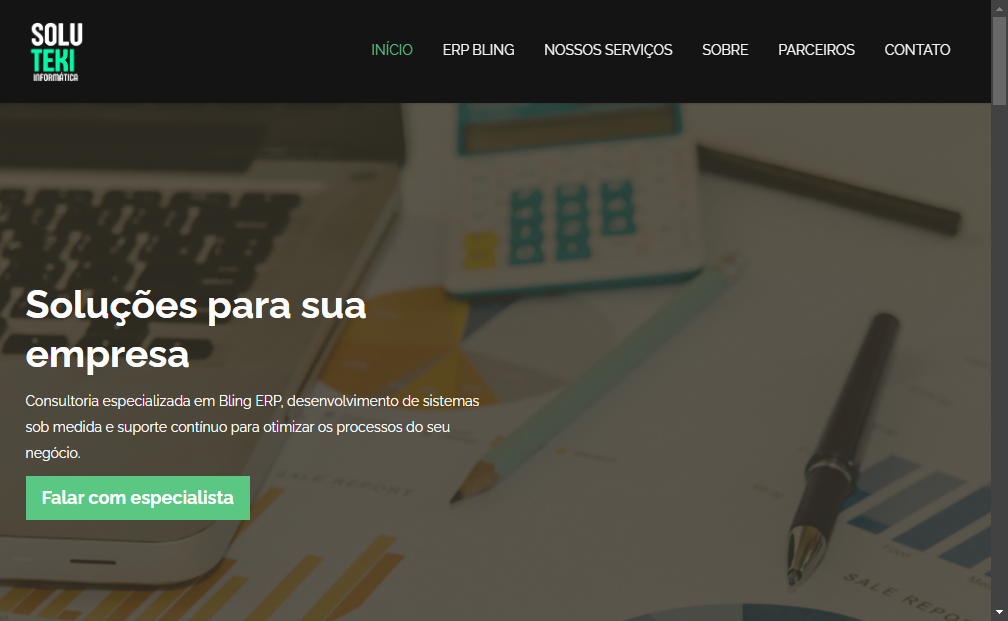 SOLU
TEKI
INFORMÁTICA
INÍCIO
ERP BLING
NOSSOS SERVIÇOS
SOBRE
PARCEIROS
CONTATO
Soluções para sua
empresa
Consultoria especializada em Bling ERP, desenvolvimento de sistemas
sob medida e suporte contínuo para otimizar os processos do seu
negócio.
SALE REPORT
Falar com especialista
SALE REPORT